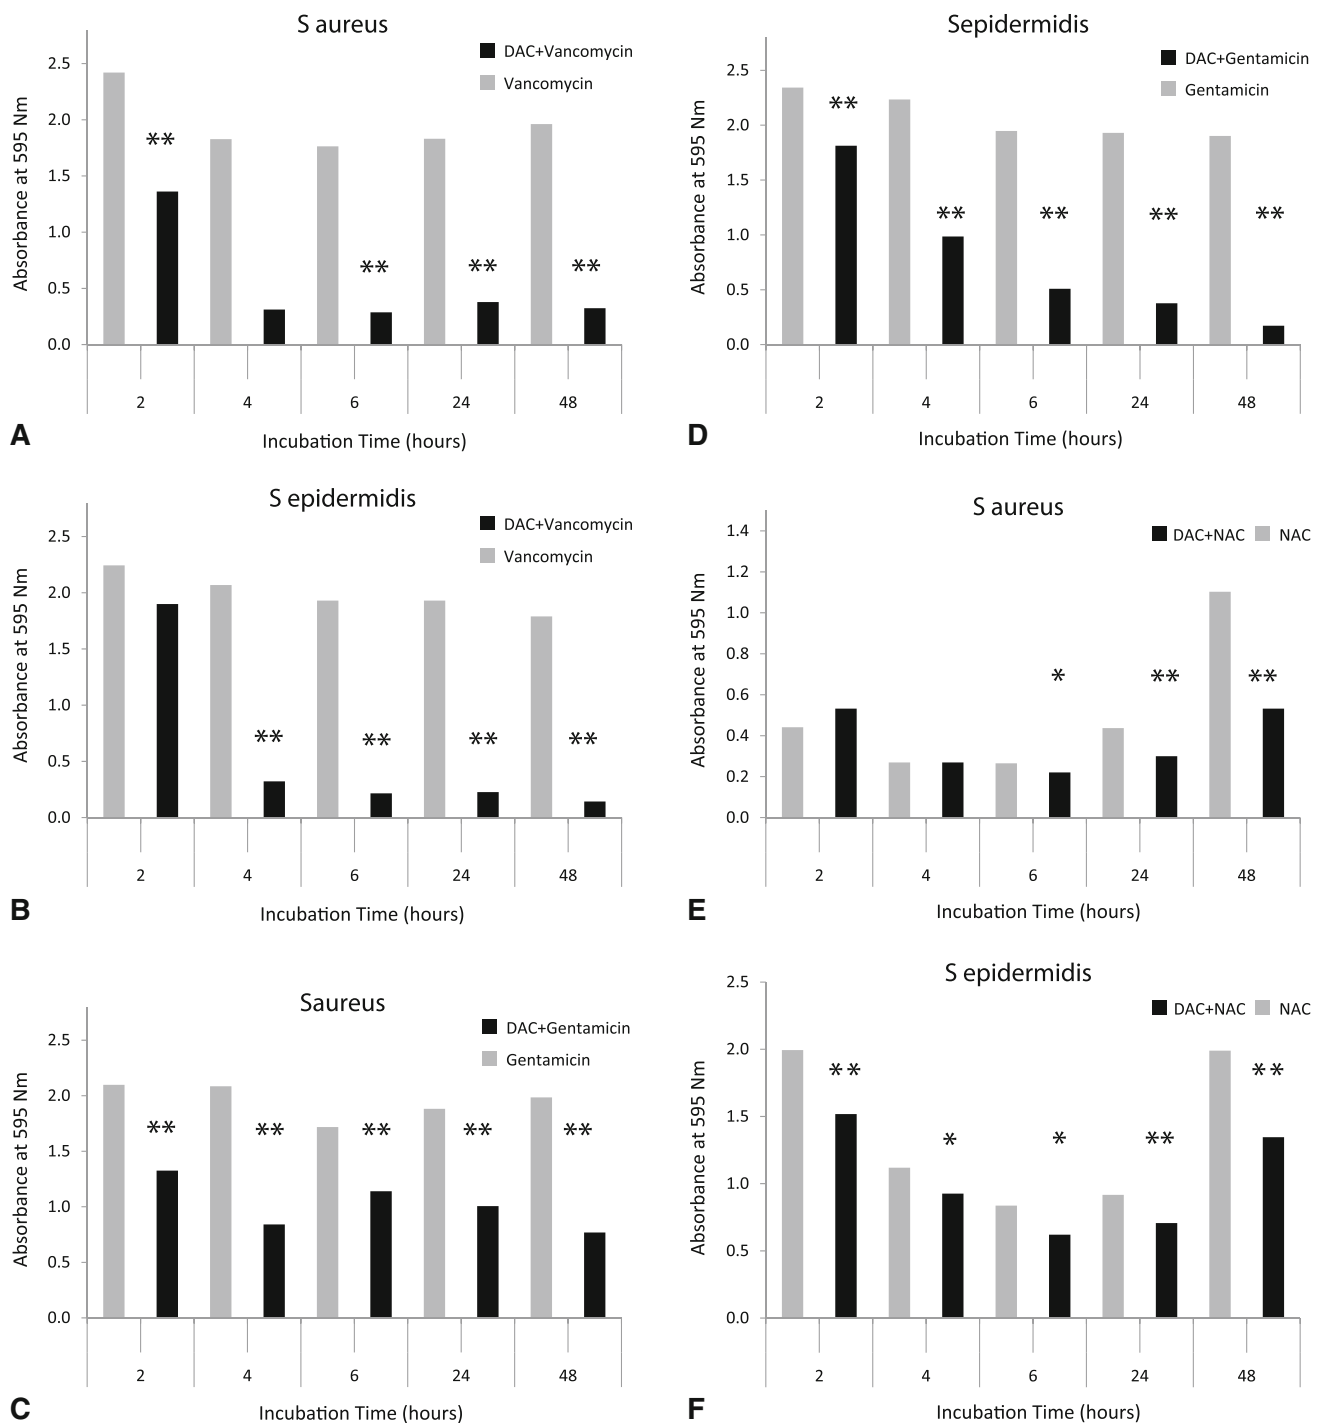 S aureus
DAC+Vancomycin
Vancomycin
Absorbance at 595 Nm
2.5
2.0
1.5
1.0
0.5
0.0
** ** ** **
2 4 6 24 48
Incubation Time (hours)
A
S epidermidis
DAC+Vancomycin
Vancomycin
Absorbance at 595 Nm
2.5
2.0
1.5
1.0
0.5
0.0
** ** ** **
2 4 6 24 48
Incubation Time (hours)
B
Saureus
DAC+Gentamicin
Gentamicin
Absorbance at 595 Nm
2.5
2.0
1.5
1.0
0.5
0.0
** ** ** ** **
2 4 6 24 48
Incubation Time (hours)
C
Sepidermidis
DAC+Gentamicin
Gentamicin
Absorbance at 595 Nm
2.5
2.0
1.5
1.0
0.5
0.0
** ** ** ** **
2 4 6 24 48
Incubation Time (hours)
D
S aureus
DAC+NAC NAC
Absorbance at 595 Nm
1.4
1.2
1.0
0.8
0.6
0.4
0.2
0.0
* ** **
2 4 6 24 48
Incubation Time (hours)
E
S epidermidis
DAC+NAC NAC
Absorbance at 595 Nm
2.5
2.0
1.5
1.0
0.5
0.0
** * * ** **
2 4 6 24 48
Incubation Time (hours)
F